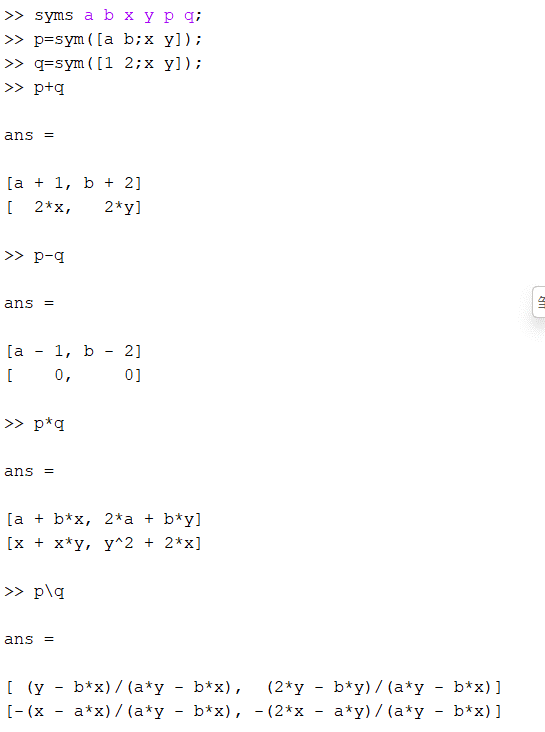 >> syms a b x y p q;
>> p=sym([a b;x y]);
>> q=sym([1 2;x y]);
>> p+q
ans =
[a + 1, b + 2]
[  2*x,   2*y]
>> p-q
ans =
[a - 1, b - 2]
[    0,     0]
>> p*q
ans =
[a + b*x, 2*a + b*y]
[x + x*y, y^2 + 2*x]
>> p\q
ans =
[ (y - b*x)/(a*y - b*x),  (2*y - b*y)/(a*y - b*x)]
[-(x - a*x)/(a*y - b*x), -(2*x - a*y)/(a*y - b*x)]